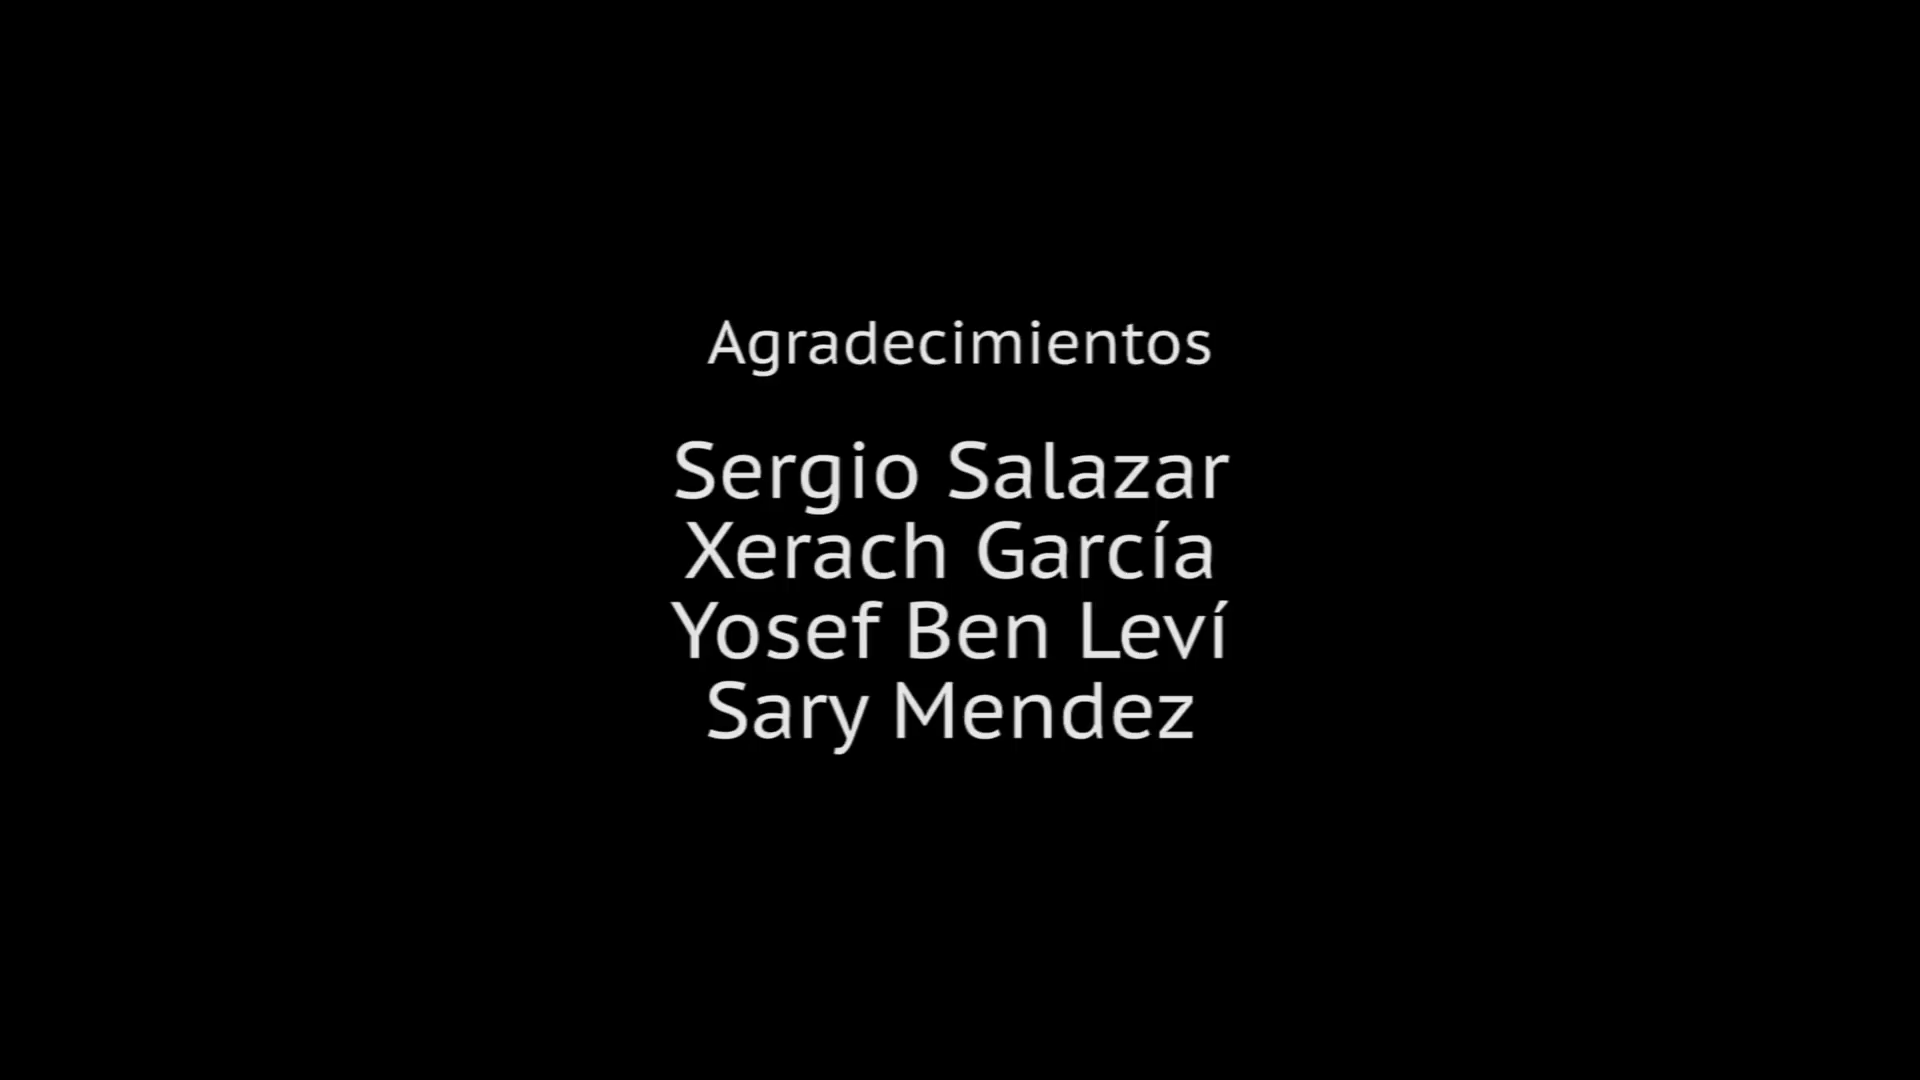 Agradecimientos
Sergio Salazar
Xerach García
Yosef Ben Leví
Sary Mendez